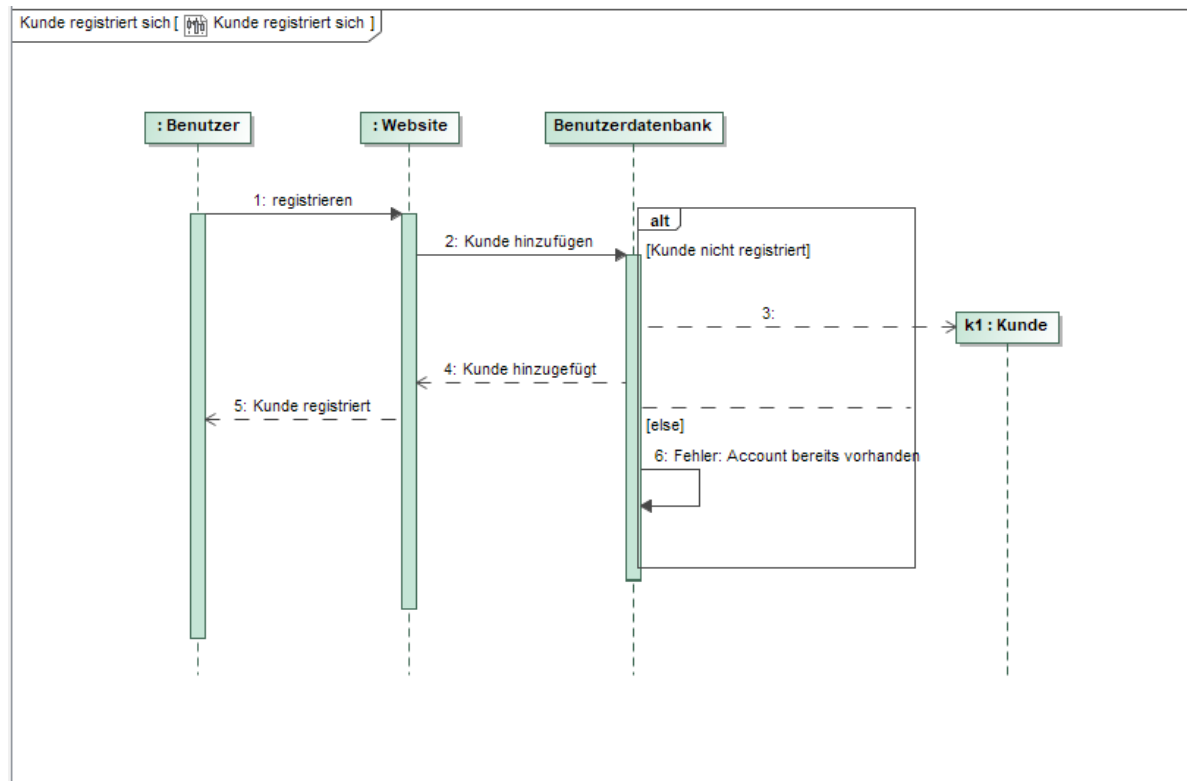 Kunde registriert sich [ Kunde registriert sich ]
: Benutzer
: Website
Benutzerdatenbank
1: registrieren
alt
2: Kunde hinzufügen
[Kunde nicht registriert]
3:
k1 : Kunde
4: Kunde hinzugefügt
5: Kunde registriert
[else]
6: Fehler: Account bereits vorhanden